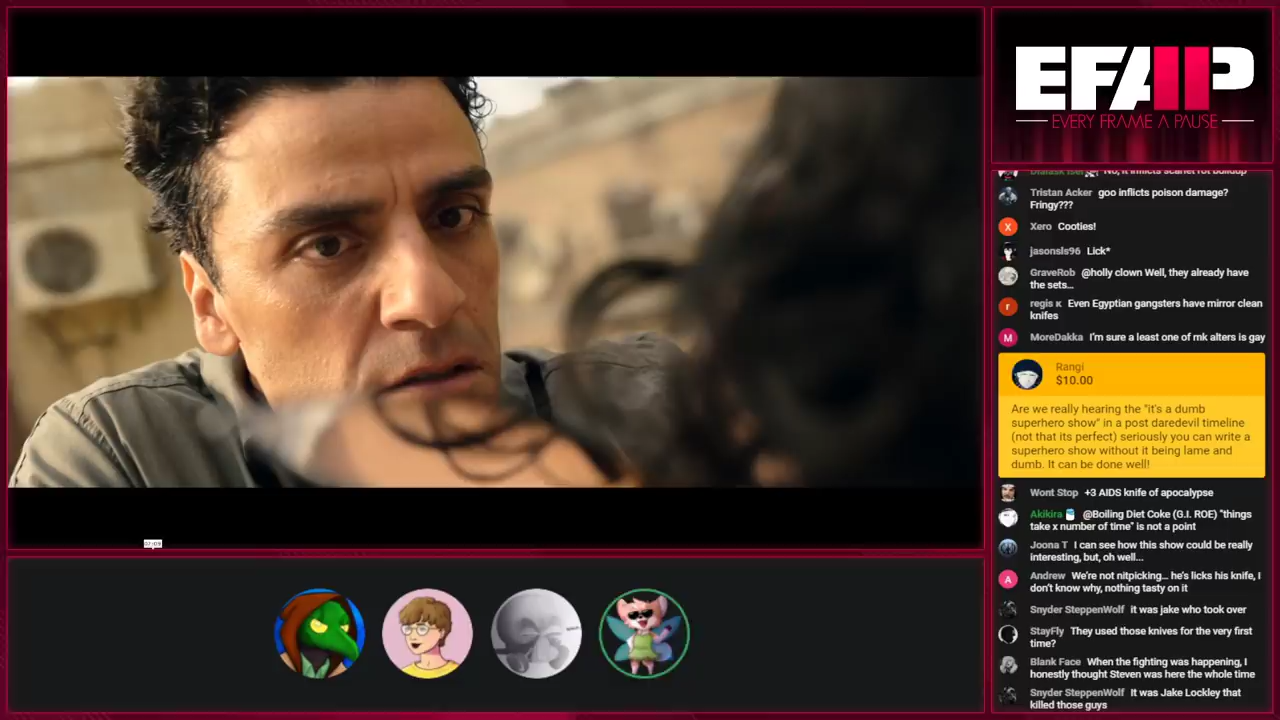 EFAP
EVERY FRAME A PAUSE
No, it inflicts scarlet rot buildup
Tristan Acker goo inflicts poison damage?
Fringy???
X
Xero Cooties!
jasonsls96 Lick*
GraveRob @holly clown Well, they already have
the sets...
r
regis к Even Egyptian gangsters have mirror clean
knifes
M
MoreDakka I'm sure a least one of mk alters is gay
Rangi
$10.00
Are we really hearing the "it's a dumb
superhero show" in a post daredevil timeline
(not that its perfect) seriously you can write a
superhero show without it being lame and
dumb. It can be done well!
Wont Stop +3 AIDS knife of apocalypse
Akikira @Boiling Diet Coke (G.I. ROE) "things
take x number of time" is not a point
Joona T I can see how this show could be really
interesting, but, oh well...
A
Andrew We're not nitpicking... he's licks his knife, I
don't know why, nothing tasty on it
Snyder SteppenWolf it was jake who took over
StayFly They used those knives for the very first
time?
Blank Face When the fighting was happening, I
honestly thought Steven was here the whole time
Snyder SteppenWolf It was Jake Lockley that
killed those guys